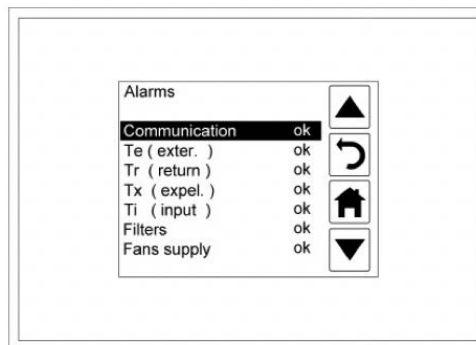 Alarms
Communication ok
Te ( exter. ) ok
Tr ( return ) ok
Tx ( expel. ) ok
Ti ( input ) ok
Filters ok
Fans supply ok